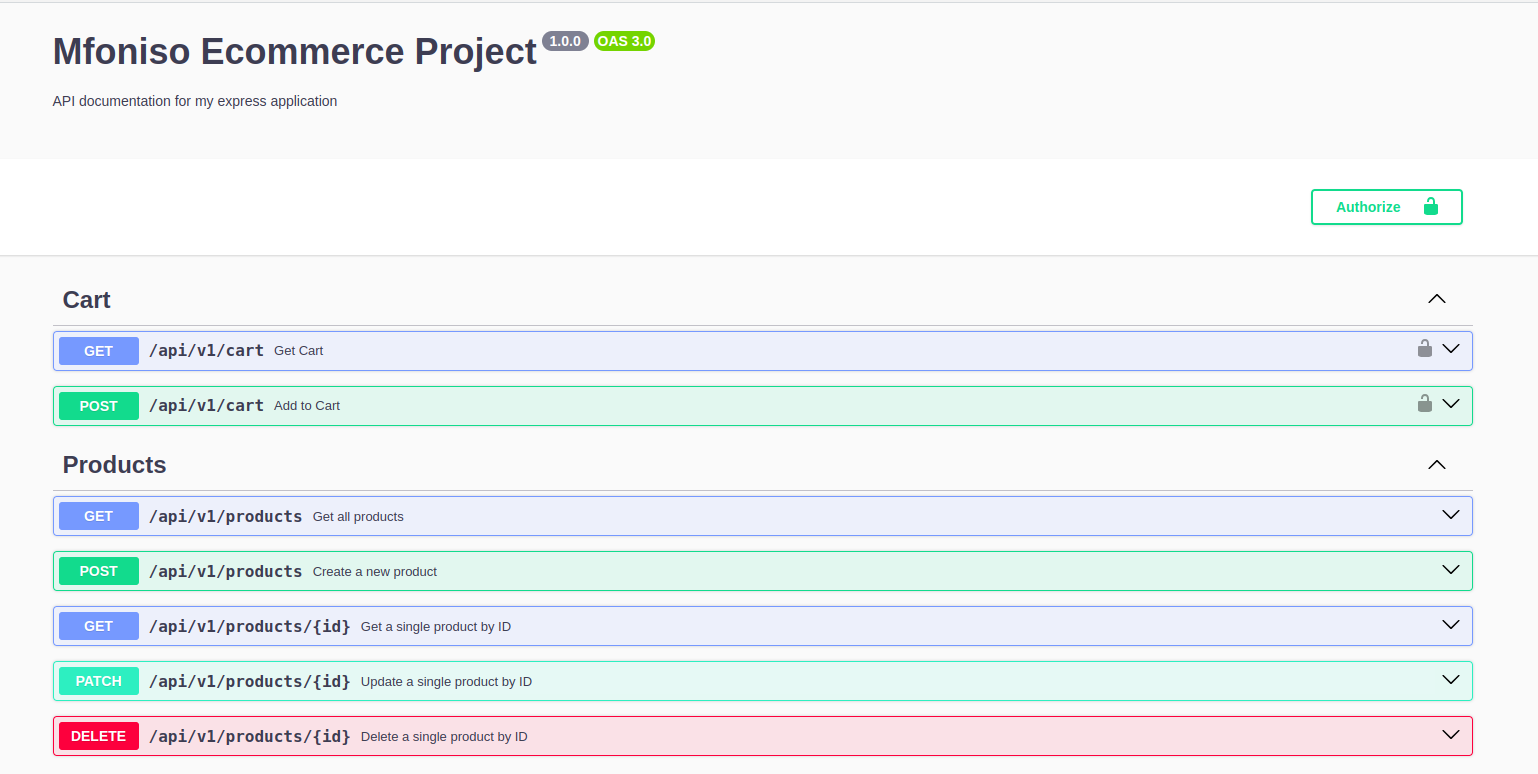 Mfoniso Ecommerce Project 1.0.0 OAS 3.0
API documentation for my express application
Authorize
Cart
GET /api/v1/cart Get Cart
POST /api/v1/cart Add to Cart
Products
GET /api/v1/products Get all products
POST /api/v1/products Create a new product
GET /api/v1/products/{id} Get a single product by ID
PATCH /api/v1/products/{id} Update a single product by ID
DELETE /api/v1/products/{id} Delete a single product by ID